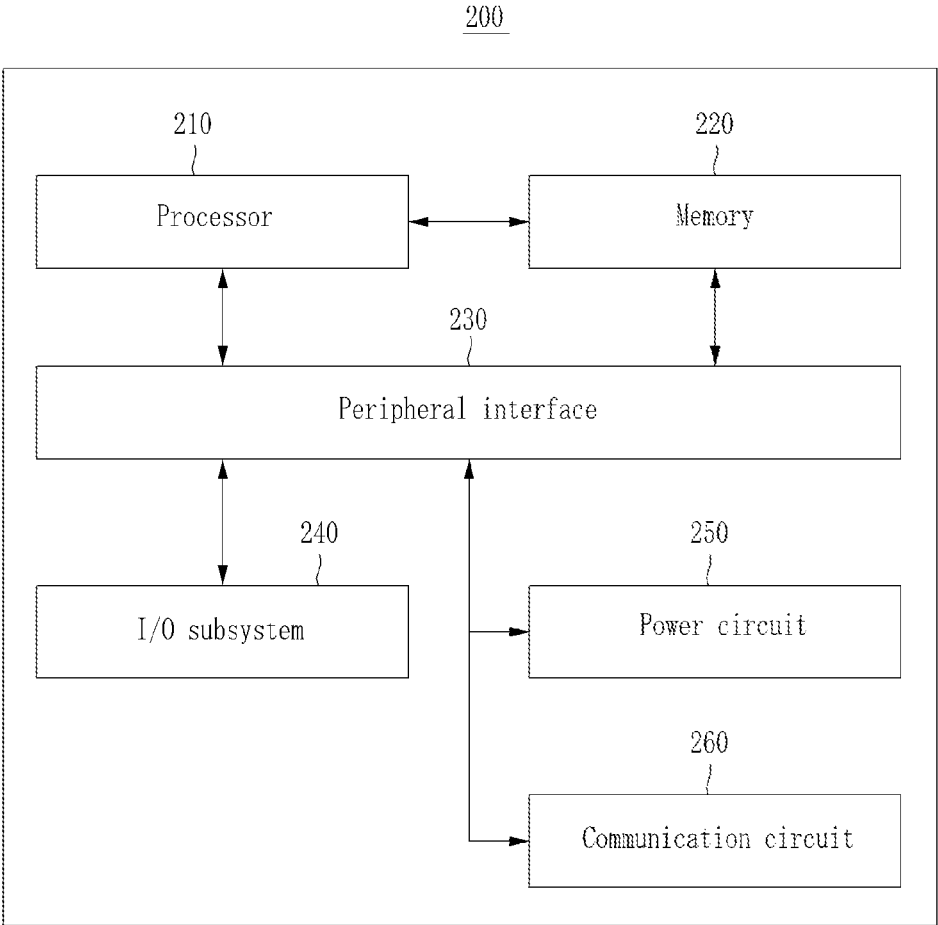 200
210
220
Processor
Memory
230
Peripheral interface
240
250
I/O subsystem
Power circuit
260
Communication circuit